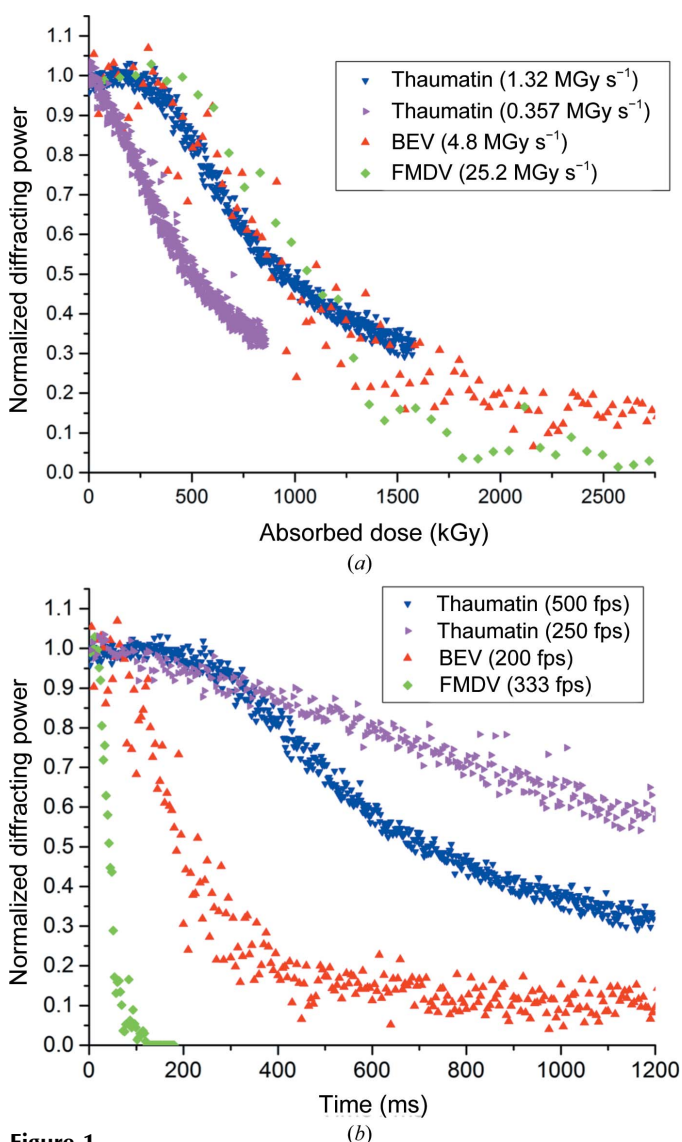 1.1
1.0
0.9
0.8
0.7
0.6
0.5
0.4
0.3
0.2
0.1
0.0
Normalized diffracting power
Thaumatin (1.32 MGy s⁻¹)
Thaumatin (0.357 MGy s⁻¹)
BEV (4.8 MGy s⁻¹)
FMDV (25.2 MGy s⁻¹)
0 500 1000 1500 2000 2500
Absorbed dose (kGy)
(a)
1.1
1.0
0.9
0.8
0.7
0.6
0.5
0.4
0.3
0.2
0.1
0.0
Normalized diffracting power
Thaumatin (500 fps)
Thaumatin (250 fps)
BEV (200 fps)
FMDV (333 fps)
0 200 400 600 800 1000 1200
Time (ms)
(b)
Figure 1